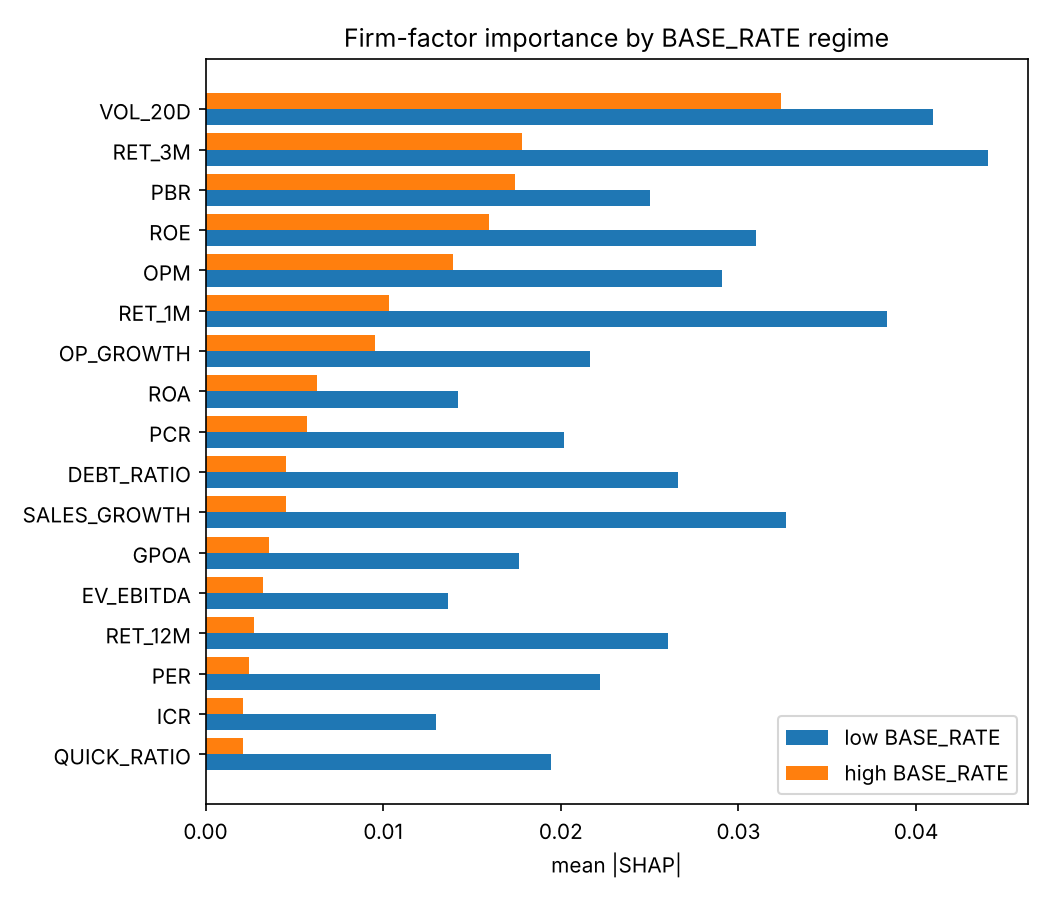 Firm-factor importance by BASE_RATE regime
VOL_20D
RET_3M
PBR
ROE
OPM
RET_1M
OP_GROWTH
ROA
PCR
DEBT_RATIO
SALES_GROWTH
GPOA
EV_EBITDA
RET_12M
PER
ICR
QUICK_RATIO
low BASE_RATE
high BASE_RATE
0.00 0.01 0.02 0.03 0.04
mean |SHAP|